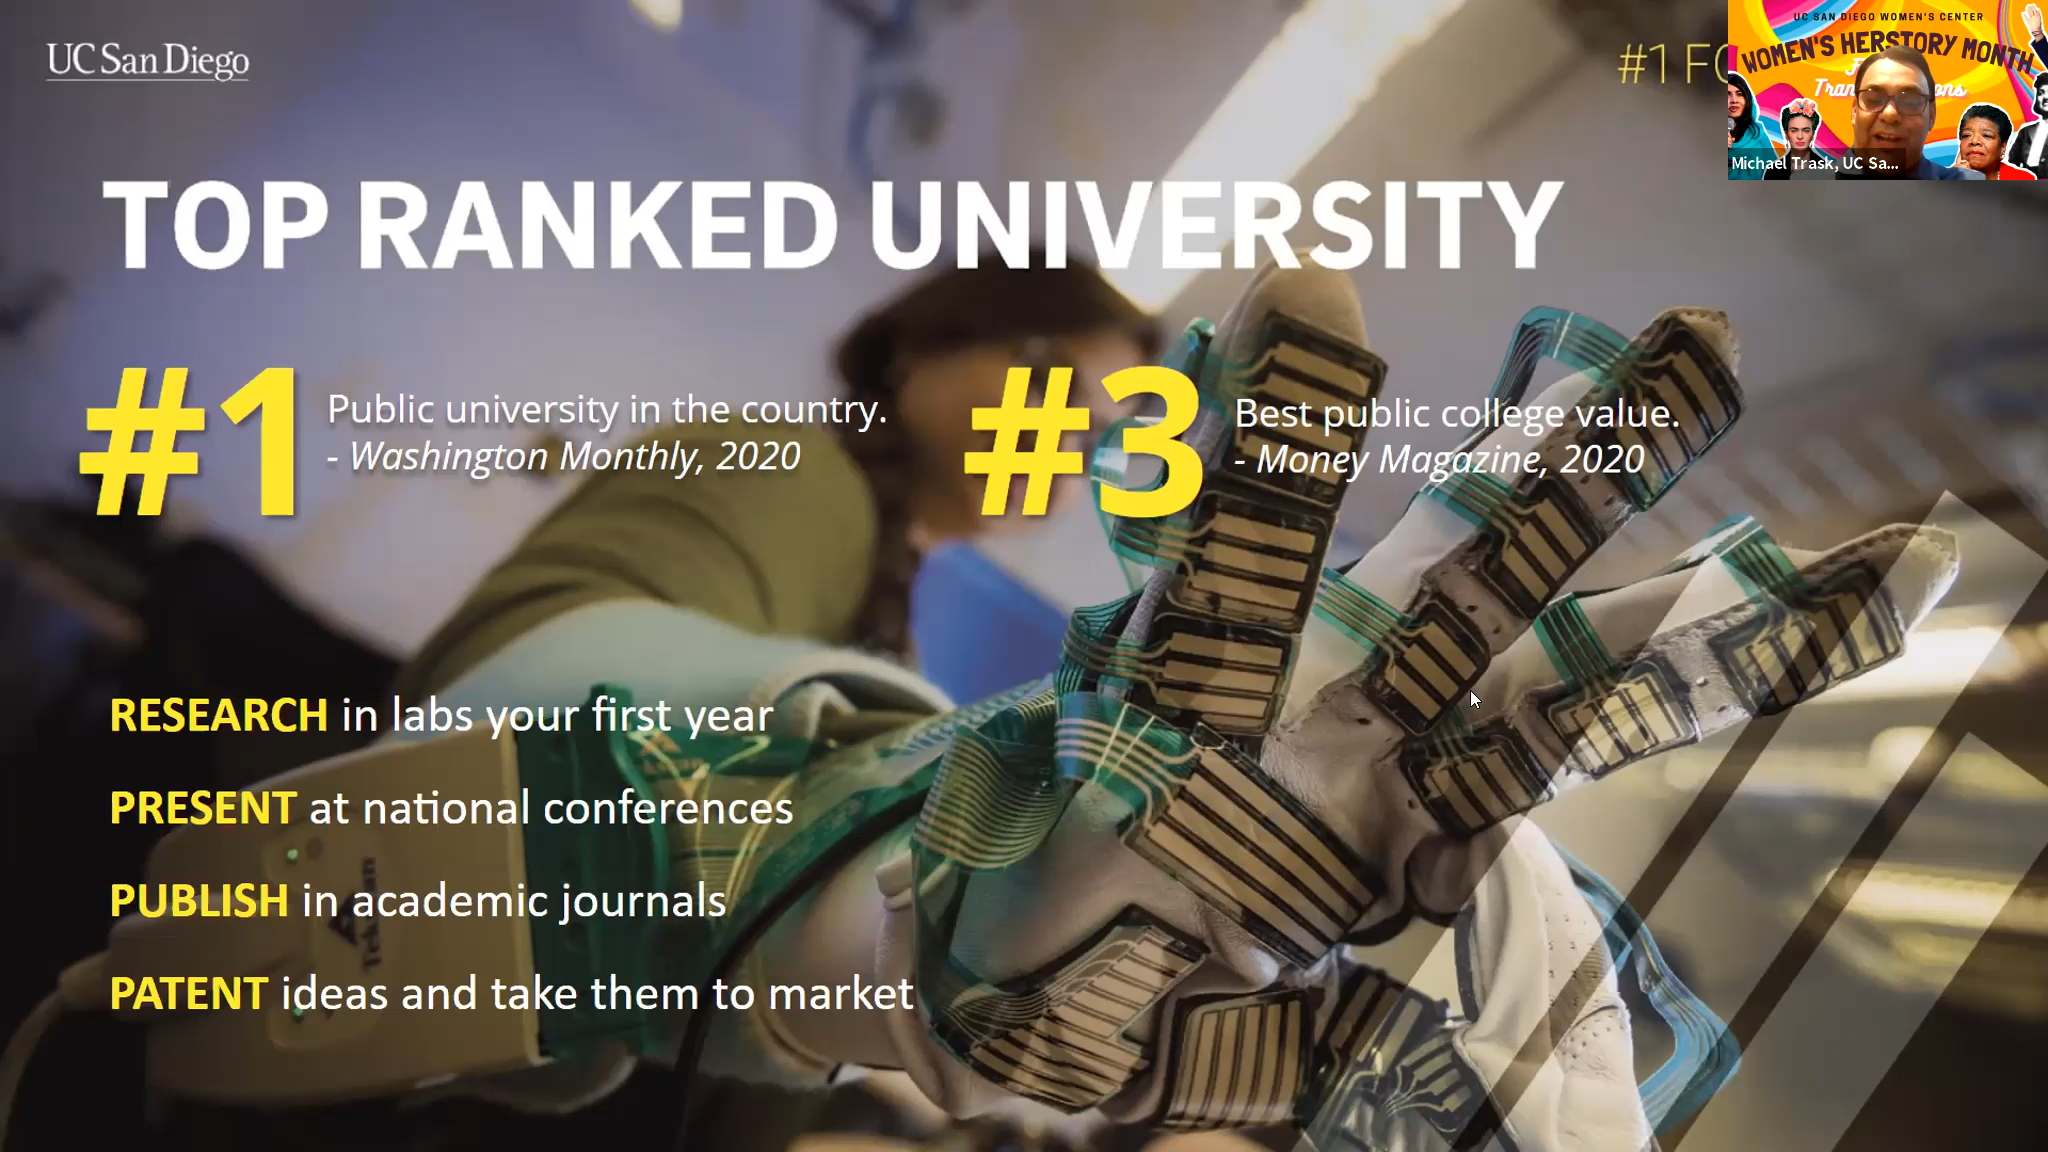 UC San Diego
#1
UC SAN DIEGO WOMEN'S CENTER
WOMEN'S HERSTORY MONTH
Michael Trask, UC Sa...
TOP RANKED UNIVERSITY
#1
Public university in the country.
- Washington Monthly, 2020
#3
Best public college value.
- Money Magazine, 2020
RESEARCH in labs your first year
PRESENT at national conferences
PUBLISH in academic journals
PATENT ideas and take them to market
Tekscan